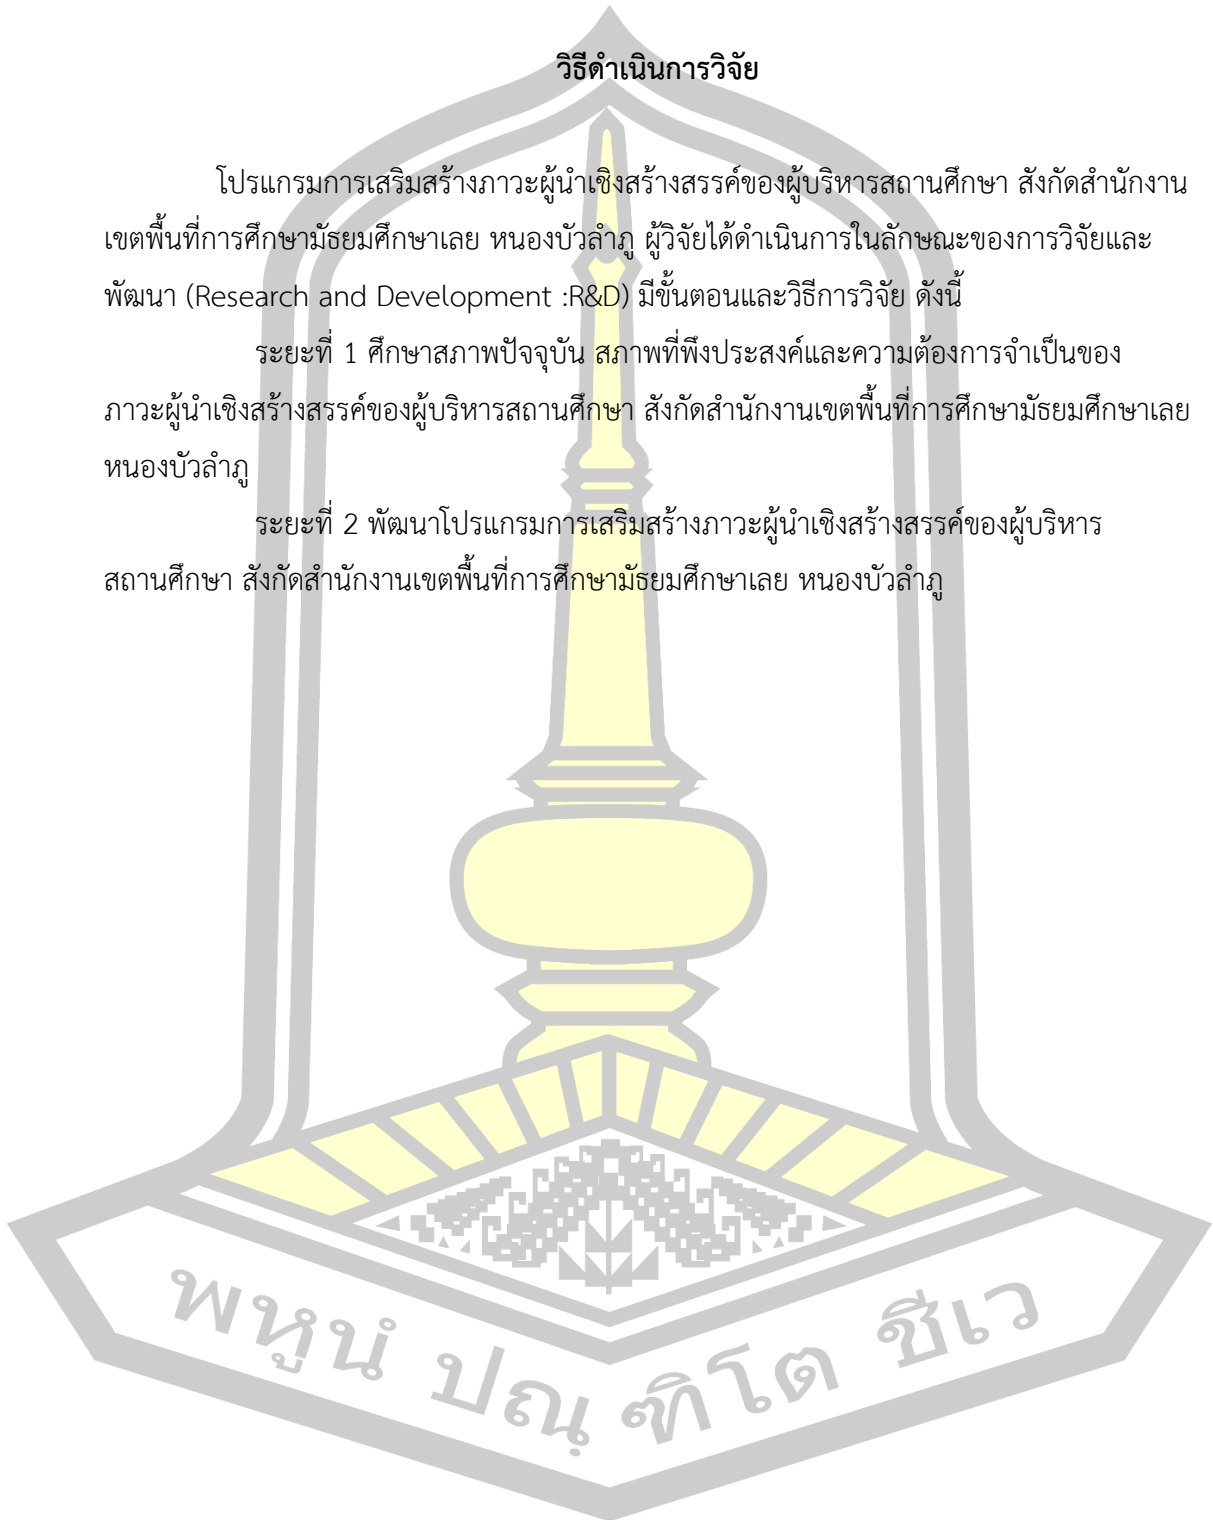 วิธีดำเนินการวิจัย
โปรแกรมการเสริมสร้างภาวะผู้นำเชิงสร้างสรรค์ของผู้บริหารสถานศึกษา สังกัดสำนักงาน
เขตพื้นที่การศึกษามัธยมศึกษาเลย หนองบัวลำภู ผู้วิจัยได้ดำเนินการในลักษณะของการวิจัยและ
พัฒนา (Research and Development :R&D) มีขั้นตอนและวิธีการวิจัย ดังนี้
ระยะที่ 1 ศึกษาสภาพปัจจุบัน สภาพที่พึงประสงค์และความต้องการจำเป็นของ
ภาวะผู้นำเชิงสร้างสรรค์ของผู้บริหารสถานศึกษา สังกัดสำนักงานเขตพื้นที่การศึกษามัธยมศึกษาเลย
หนองบัวลำภู
ระยะที่ 2 พัฒนาโปรแกรมการเสริมสร้างภาวะผู้นำเชิงสร้างสรรค์ของผู้บริหาร
สถานศึกษา สังกัดสำนักงานเขตพื้นที่การศึกษามัธยมศึกษาเลย หนองบัวลำภู
พหูนํ ปณฺฑิโต ชีเว